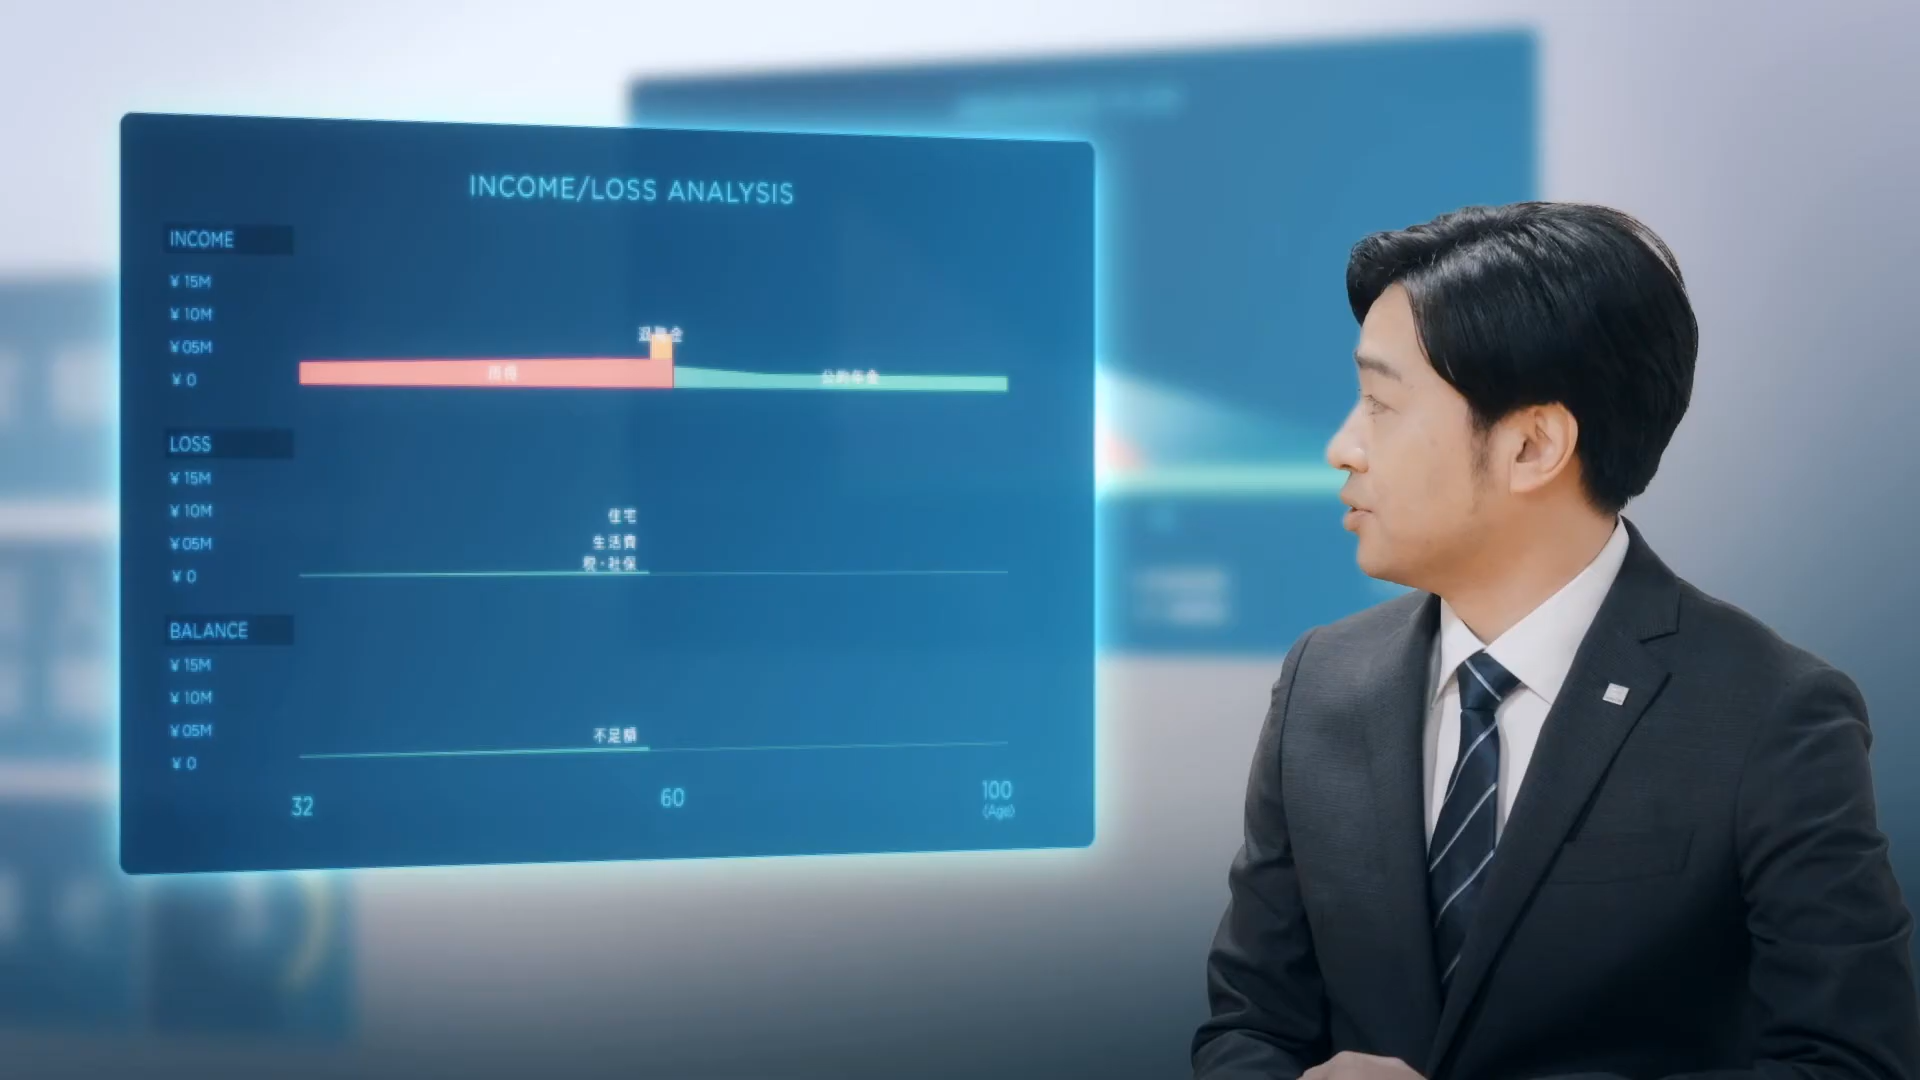 INCOME/LOSS ANALYSIS
INCOME
¥ 15M
¥ 10M
¥ 05M
¥ 0
退職金
所得
公的年金
LOSS
¥ 15M
¥ 10M
¥ 05M
¥ 0
住宅
生活費
税・社保
BALANCE
¥ 15M
¥ 10M
¥ 05M
¥ 0
不足額
32
60
100
(Age)